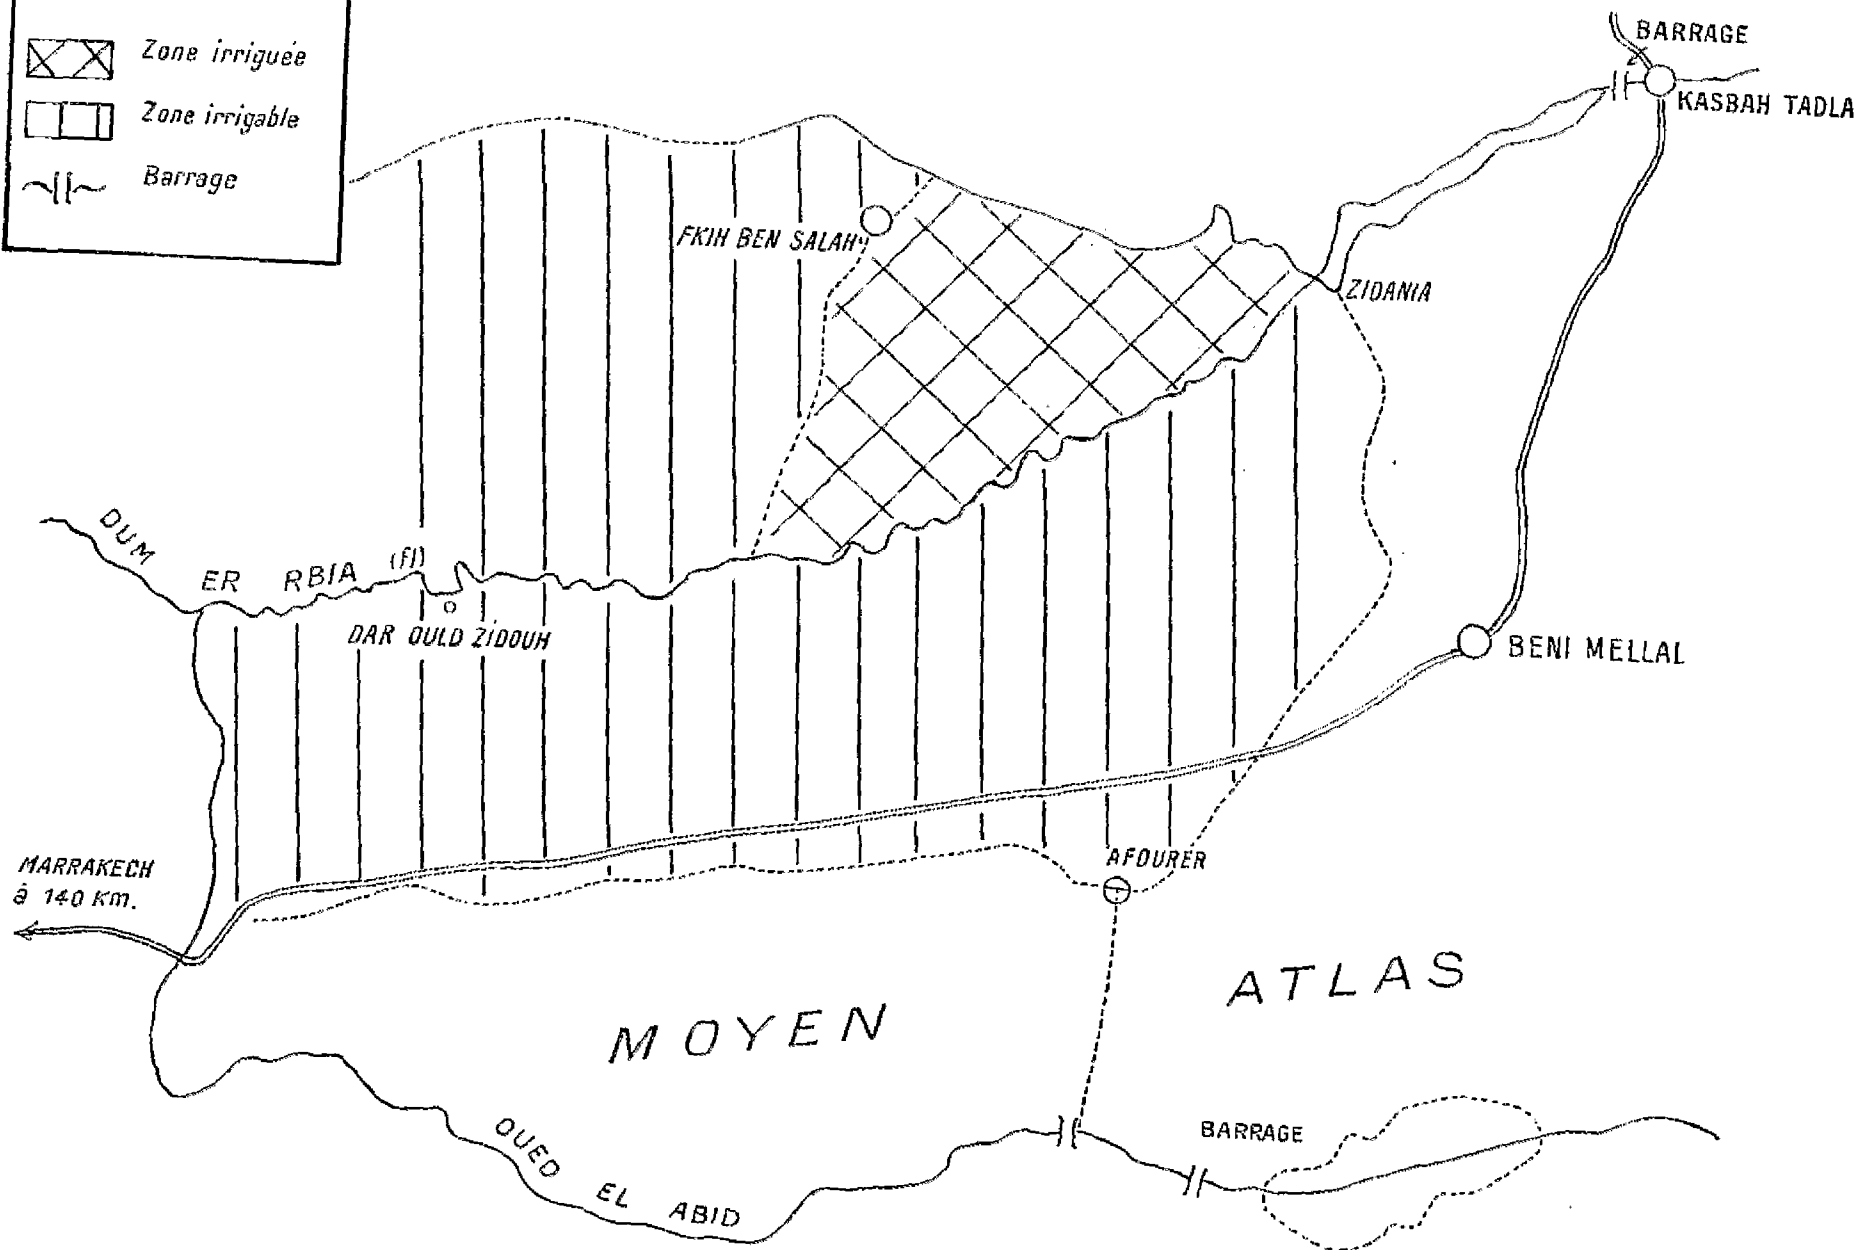 Zone irriguée
Zone irrigable
Barrage
BARRAGE
KASBAH TADLA
FKIH BEN SALAH
ZIDANIA
OUM ER RBIA (fl)
DAR OULD ZIDOUH
BENI MELLAL
MARRAKECH
à 140 Km.
AFOURER
MOYEN ATLAS
BARRAGE
OUED EL ABID